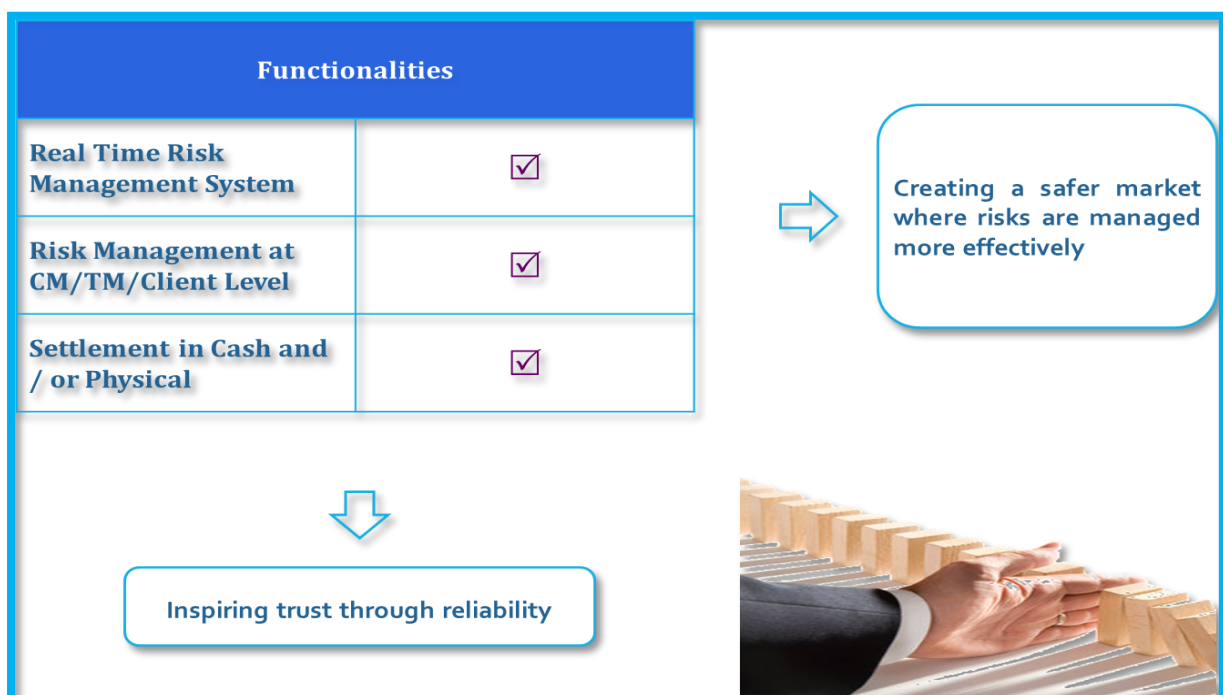 Functionalities
Real Time Risk
Management System
☑
Risk Management at
CM/TM/Client Level
☑
Settlement in Cash and
/ or Physical
☑
Creating a safer market
where risks are managed
more effectively
Inspiring trust through reliability